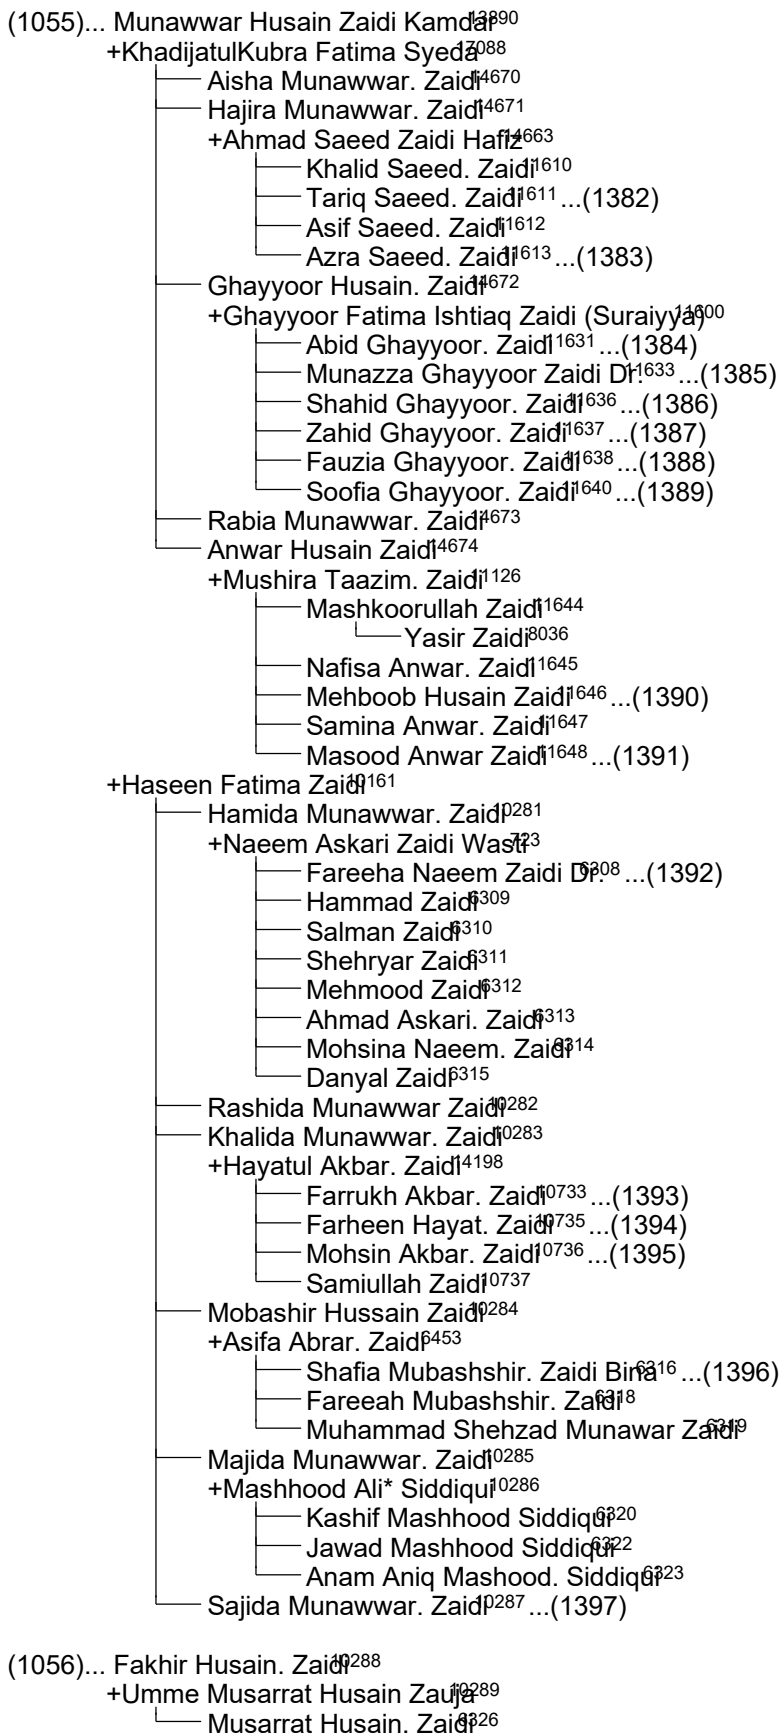 (1055)... Munawwar Husain Zaidi Kamdar13890
+KhadijatulKubra Fatima Syeda17088
Aisha Munawwar. Zaidi14670
Hajira Munawwar. Zaidi14671
+Ahmad Saeed Zaidi Hafiz14663
Khalid Saeed. Zaidi11610
Tariq Saeed. Zaidi11611 ...(1382)
Asif Saeed. Zaidi11612
Azra Saeed. Zaidi11613 ...(1383)
Ghayyoor Husain. Zaidi14672
+Ghayyoor Fatima Ishtiaq Zaidi (Suraiyya)11600
Abid Ghayyoor. Zaidi11631 ...(1384)
Munazza Ghayyoor Zaidi Dr.11633 ...(1385)
Shahid Ghayyoor. Zaidi11636 ...(1386)
Zahid Ghayyoor. Zaidi11637 ...(1387)
Fauzia Ghayyoor. Zaidi11638 ...(1388)
Soofia Ghayyoor. Zaidi11640 ...(1389)
Rabia Munawwar. Zaidi14673
Anwar Husain Zaidi14674
+Mushira Taazim. Zaidi11126
Mashkoorullah Zaidi11644
Yasir Zaidi8036
Nafisa Anwar. Zaidi11645
Mehboob Husain Zaidi11646 ...(1390)
Samina Anwar. Zaidi11647
Masood Anwar Zaidi11648 ...(1391)
+Haseen Fatima Zaidi10161
Hamida Munawwar. Zaidi10281
+Naeem Askari Zaidi Wasti723
Fareeha Naeem Zaidi Dr.6308 ...(1392)
Hammad Zaidi6309
Salman Zaidi6310
Shehryar Zaidi6311
Mehmood Zaidi6312
Ahmad Askari. Zaidi6313
Mohsina Naeem. Zaidi6314
Danyal Zaidi6315
Rashida Munawwar Zaidi10282
Khalida Munawwar. Zaidi10283
+Hayatul Akbar. Zaidi14198
Farrukh Akbar. Zaidi10733 ...(1393)
Farheen Hayat. Zaidi10735 ...(1394)
Mohsin Akbar. Zaidi10736 ...(1395)
Samiullah Zaidi10737
Mobashir Hussain Zaidi10284
+Asifa Abrar. Zaidi6453
Shafia Mubashshir. Zaidi Bina6316 ...(1396)
Fareeah Mubashshir. Zaidi6318
Muhammad Shehzad Munawar Zaidi6319
Majida Munawwar. Zaidi10285
+Mashhood Ali* Siddiqui10286
Kashif Mashhood Siddiqui6320
Jawad Mashhood Siddiqui6322
Anam Aniq Mashood. Siddiqui6323
Sajida Munawwar. Zaidi10287 ...(1397)
(1056)... Fakhir Husain. Zaidi10288
+Umme Musarrat Husain Zauja10289
Musarrat Husain. Zaidi6326